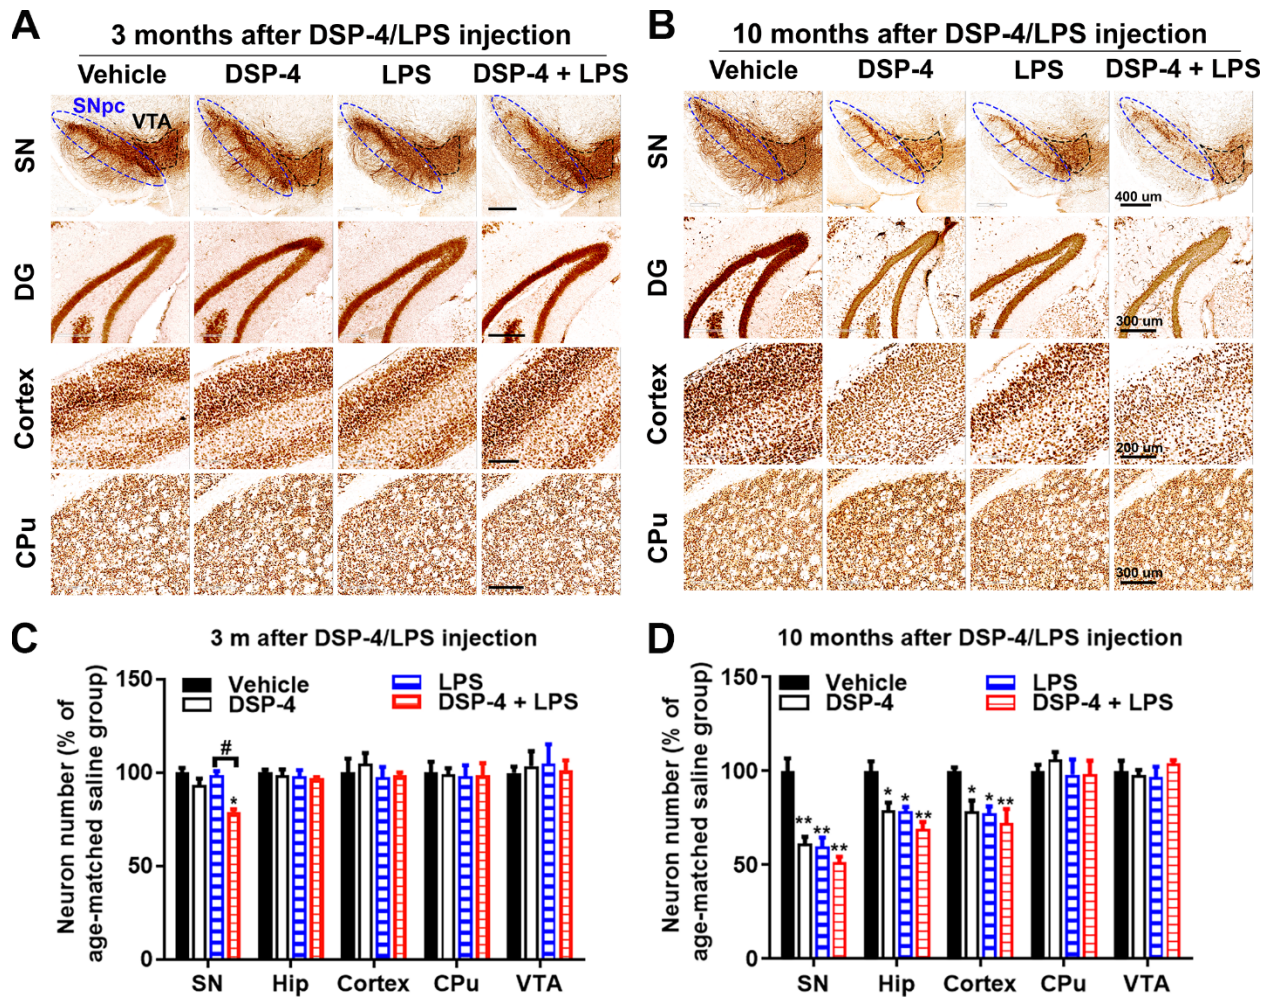 A
3 months after DSP-4/LPS injection
Vehicle DSP-4 LPS DSP-4 + LPS
SNpc
VTA
SN
DG
Cortex
CPu
B
10 months after DSP-4/LPS injection
Vehicle DSP-4 LPS DSP-4 + LPS
SN
400 um
DG
300 um
Cortex
200 um
CPu
300 um
C
3 m after DSP-4/LPS injection
Neuron number (% of
age-matched saline group)
150
100
50
0
Vehicle
DSP-4
LPS
DSP-4 + LPS
#
*
SN Hip Cortex CPu VTA
D
10 months after DSP-4/LPS injection
Neuron number (% of
age-matched saline group)
150
100
50
0
Vehicle
DSP-4
LPS
DSP-4 + LPS
** ** **
* * **
* * **
SN Hip Cortex CPu VTA